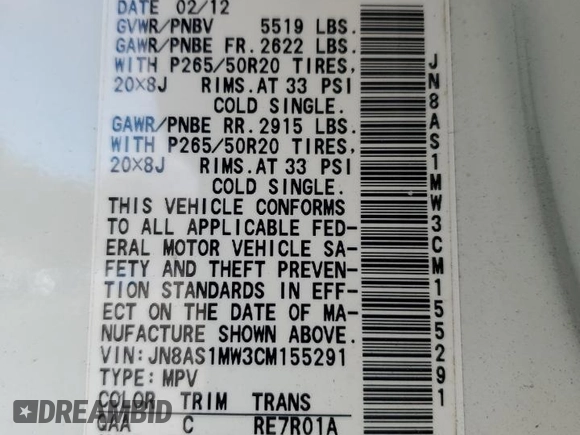 DATE 02/12
GVWR/PNBV 5519 LBS.
GAWR/PNBE FR. 2622 LBS.
WITH P265/50R20 TIRES,
20×8J RIMS. AT 33 PSI
COLD SINGLE.
GAWR/PNBE RR. 2915 LBS.
WITH P265/50R20 TIRES,
20×8J RIMS. AT 33 PSI
COLD SINGLE.
THIS VEHICLE CONFORMS
TO ALL APPLICABLE FED-
ERAL MOTOR VEHICLE SA-
FETY AND THEFT PREVEN-
TION STANDARDS IN EFF-
ECT ON THE DATE OF MA-
NUFACTURE SHOWN ABOVE.
VIN: JN8AS1MW3CM155291
TYPE: MPV
COLOR TRIM TRANS
QAA C RE7R01A
JN8AS1MW3CM155291
DREAMBID